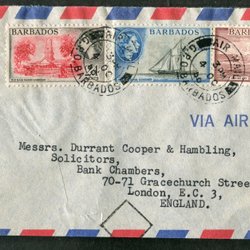 BARBADOS
BARBADOS
BARBADOS
AIR MAIL
G.P.O. BARBADOS
VIA AIR
Messrs. Durrant Cooper & Hambling,
Solicitors,
Bank Chambers,
70-71 Gracechurch Street
London, E.C. 3,
ENGLAND.